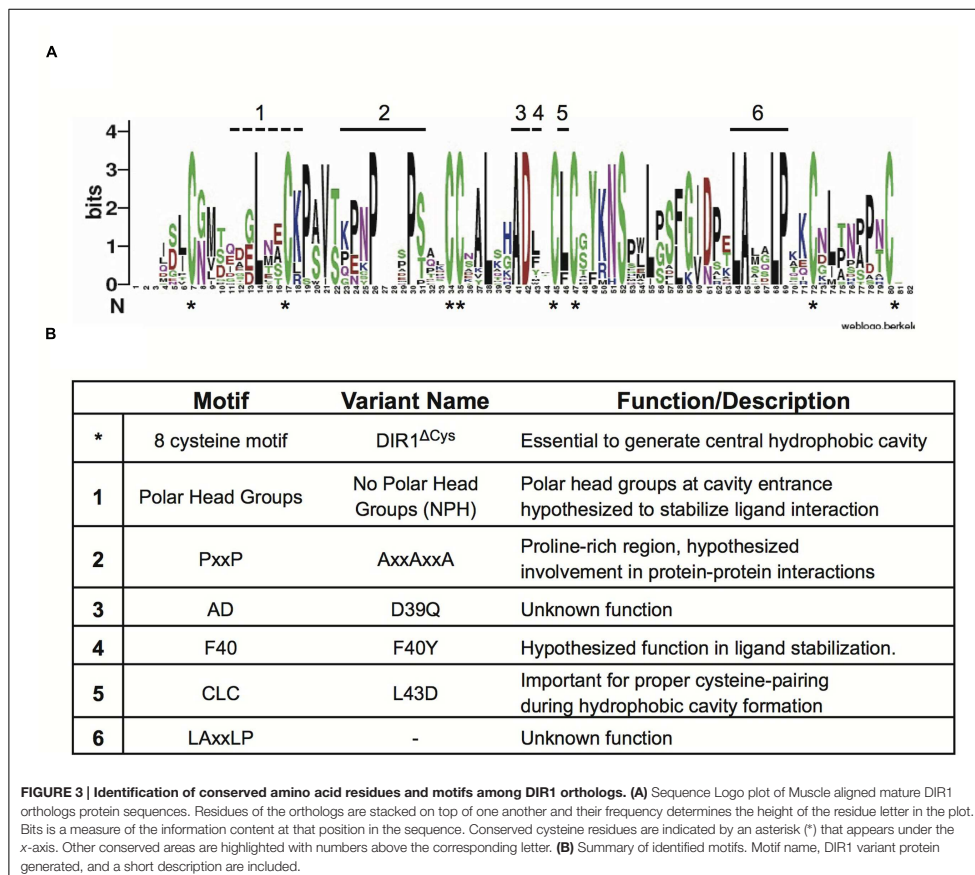 A
1 2 3 4 5 6
4
3
2
1
0
bits
N
* * ** * * * *
weblogo.berkel
B
Motif Variant Name Function/Description
* 8 cysteine motif DIR1ΔCys Essential to generate central hydrophobic cavity
1 Polar Head Groups No Polar Head Groups (NPH) Polar head groups at cavity entrance
hypothesized to stabilize ligand interaction
2 PxxP AxxAxxA Proline-rich region, hypothesized
involvement in protein-protein interactions
3 AD D39Q Unknown function
4 F40 F40Y Hypothesized function in ligand stabilization.
5 CLC L43D Important for proper cysteine-pairing
during hydrophobic cavity formation
6 LAxxLP - Unknown function
FIGURE 3 | Identification of conserved amino acid residues and motifs among DIR1 orthologs. (A) Sequence Logo plot of Muscle aligned mature DIR1
orthologs protein sequences. Residues of the orthologs are stacked on top of one another and their frequency determines the height of the residue letter in the plot.
Bits is a measure of the information content at that position in the sequence. Conserved cysteine residues are indicated by an asterisk (*) that appears under the
x-axis. Other conserved areas are highlighted with numbers above the corresponding letter. (B) Summary of identified motifs. Motif name, DIR1 variant protein
generated, and a short description are included.